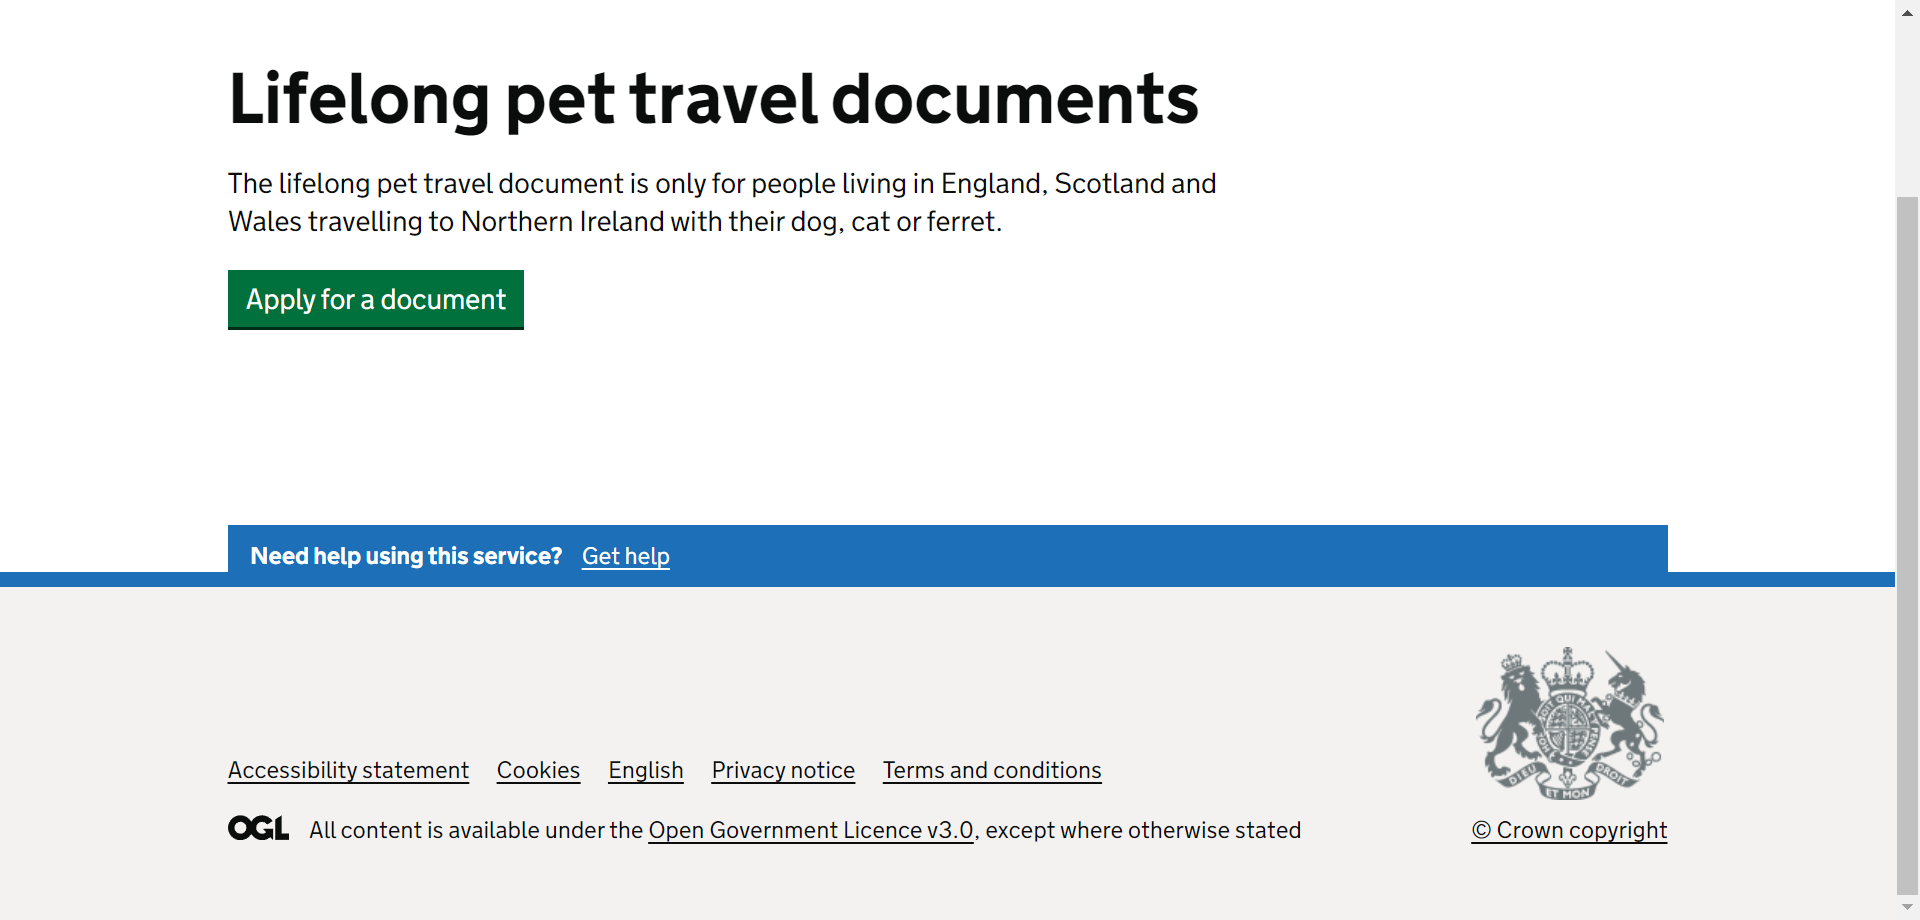 Lifelong pet travel documents
The lifelong pet travel document is only for people living in England, Scotland and
Wales travelling to Northern Ireland with their dog, cat or ferret.
Apply for a document
Need help using this service? Get help
Accessibility statement Cookies English Privacy notice Terms and conditions
DIEU ET MON DROIT
OGL All content is available under the Open Government Licence v3.0, except where otherwise stated
© Crown copyright